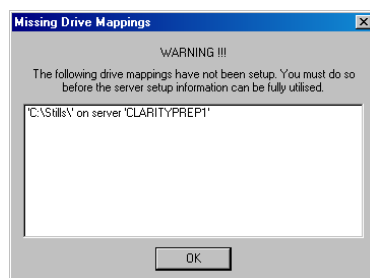 Missing Drive Mappings
WARNING !!!
The following drive mappings have not been setup. You must do so
before the server setup information can be fully utilised.
'C:\Stills\' on server 'CLARITYPREP1'
OK